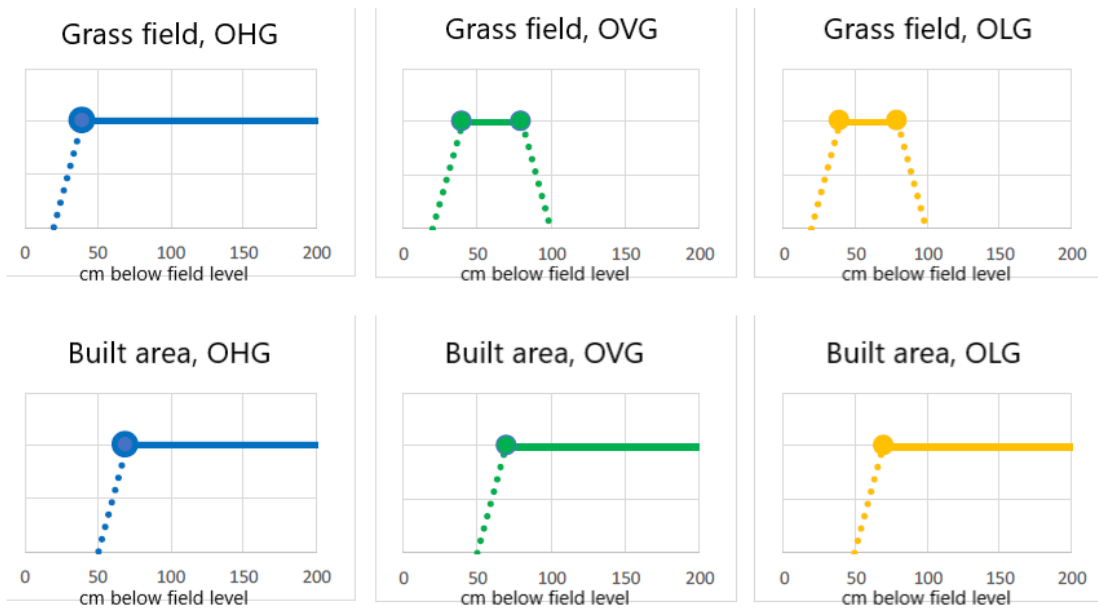 Grass field, OHG
0 50 100 150 200
cm below field level
Grass field, OVG
0 50 100 150 200
cm below field level
Grass field, OLG
0 50 100 150 200
cm below field level
Built area, OHG
0 50 100 150 200
cm below field level
Built area, OVG
0 50 100 150 200
cm below field level
Built area, OLG
0 50 100 150 200
cm below field level